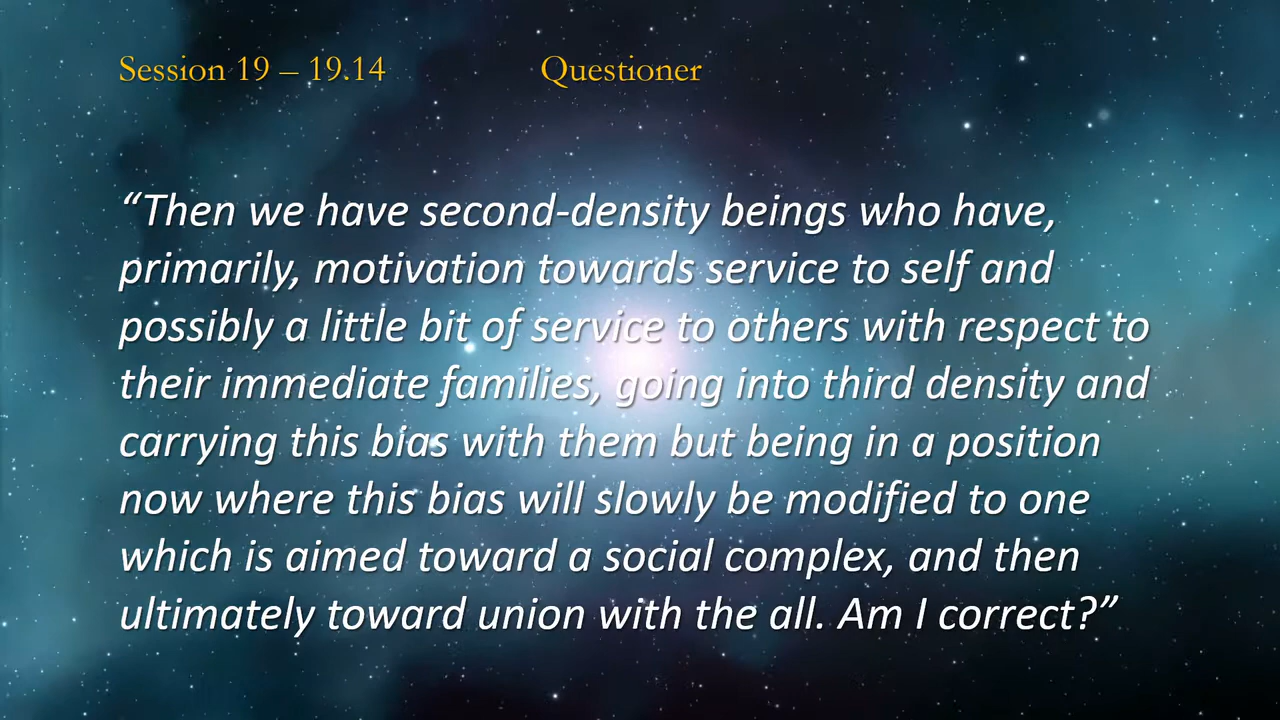 Session 19 – 19.14 Questioner
“Then we have second-density beings who have,
primarily, motivation towards service to self and
possibly a little bit of service to others with respect to
their immediate families, going into third density and
carrying this bias with them but being in a position
now where this bias will slowly be modified to one
which is aimed toward a social complex, and then
ultimately toward union with the all. Am I correct?”